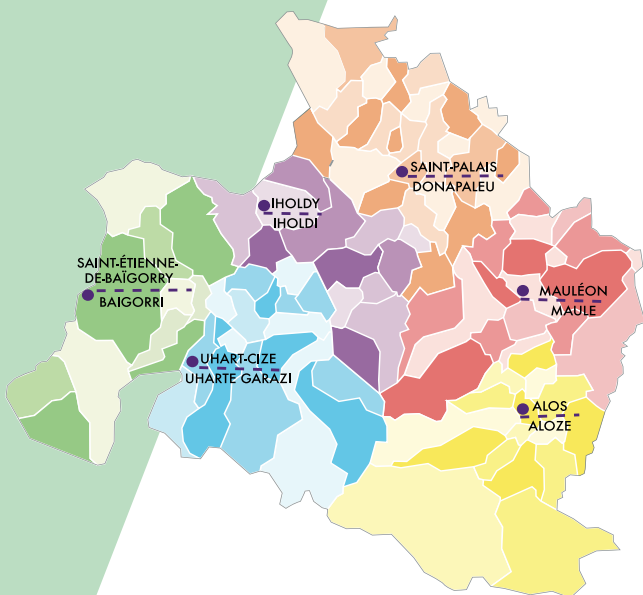 SAINT-PALAIS
DONAPALEU
IHOLDY
IHOLDI
SAINT-ÉTIENNE-
DE-BAÏGORRY
BAIGORRI
MAULÉON
MAULE
UHART-CIZE
UHARTE GARAZI
ALOS
ALOZE